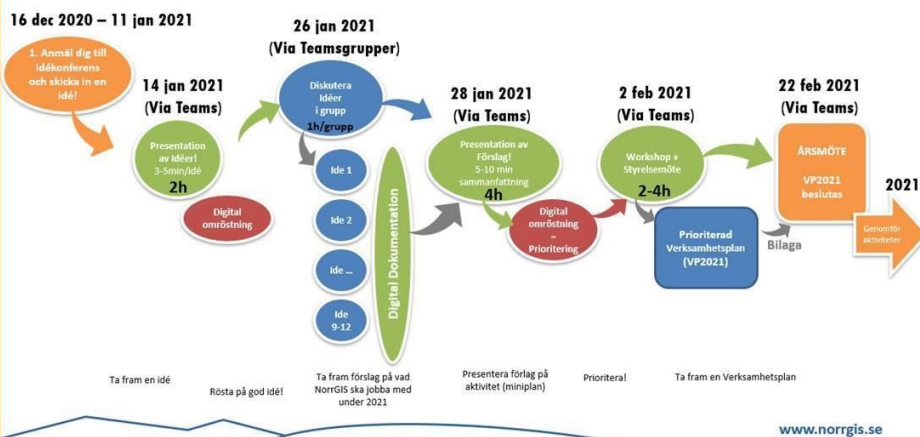 16 dec 2020 – 11 jan 2021
1. Anmäl dig till
idékonferens
och skicka in en
idé!
14 jan 2021
(Via Teams)
Presentation
av Idéer!
3-5min/idé
2h
Digital
omröstning
26 jan 2021
(Via Teamsgrupper)
Diskutera
Idéer
i grupp
1h/grupp
Ide 1
Ide 2
Ide ...
Ide
9-12
Digital Dokumentation
28 jan 2021
(Via Teams)
Presentation av
Förslag!
5-10 min
sammanfattning
4h
Digital
omröstning
–
Prioritering
2 feb 2021
(Via Teams)
Workshop +
Styrelsemöte
2-4h
Prioriterad
Verksamhetsplan
(VP2021)
Bilaga
22 feb 2021
(Via Teams)
ÅRSMÖTE
VP2021
beslutas
2021
Genomför
aktiviteter
Ta fram en idé
Rösta på god idé!
Ta fram förslag på vad
NorrGIS ska jobba med
under 2021
Presentera förlag på
aktivitet (miniplan)
Prioritera!
Ta fram en Verksamhetsplan
www.norrgis.se